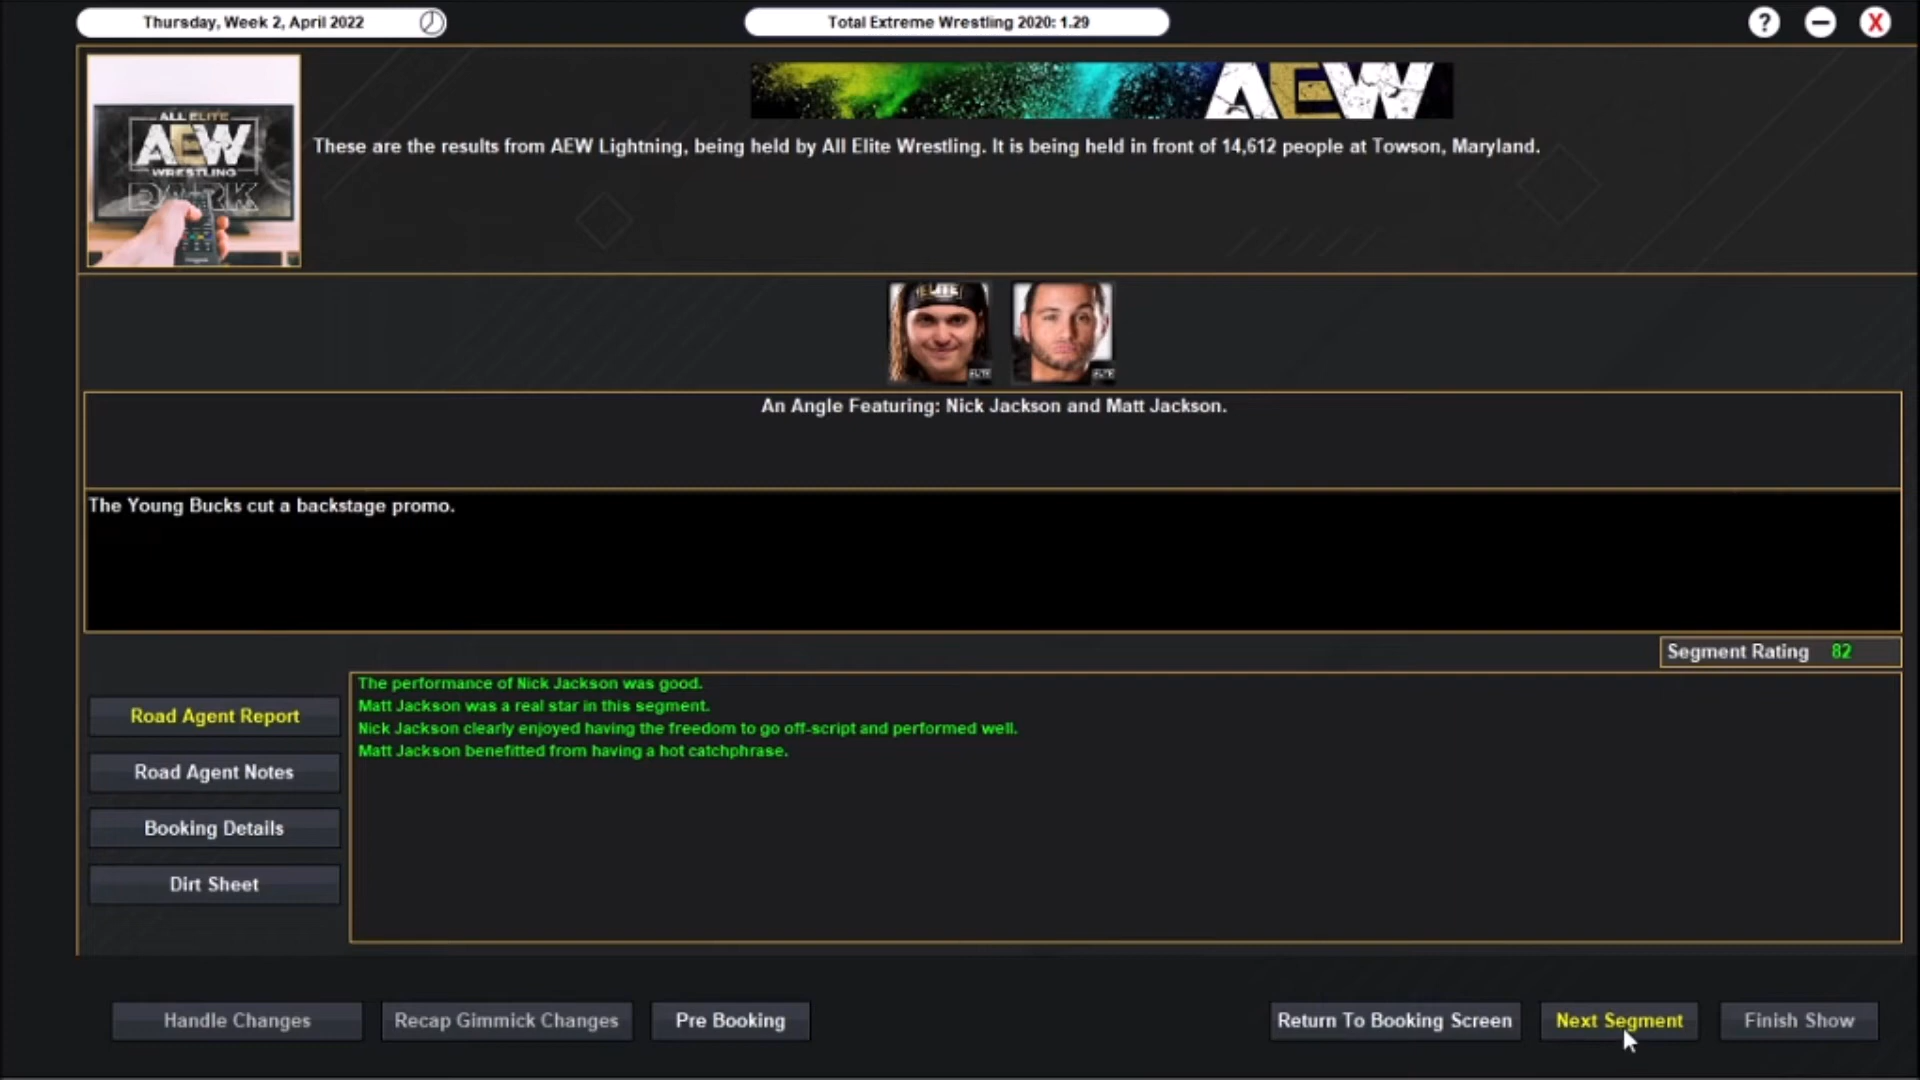 Thursday, Week 2, April 2022
Total Extreme Wrestling 2020: 1.29
?
X
AEW
ALL ELITE
AEW
WRESTLING
DARK
These are the results from AEW Lightning, being held by All Elite Wrestling. It is being held in front of 14,612 people at Towson, Maryland.
ELITE
ELITE
ELITE
An Angle Featuring: Nick Jackson and Matt Jackson.
The Young Bucks cut a backstage promo.
Segment Rating 82
Road Agent Report
Road Agent Notes
Booking Details
Dirt Sheet
The performance of Nick Jackson was good.
Matt Jackson was a real star in this segment.
Nick Jackson clearly enjoyed having the freedom to go off-script and performed well.
Matt Jackson benefitted from having a hot catchphrase.
Handle Changes
Recap Gimmick Changes
Pre Booking
Return To Booking Screen
Next Segment
Finish Show